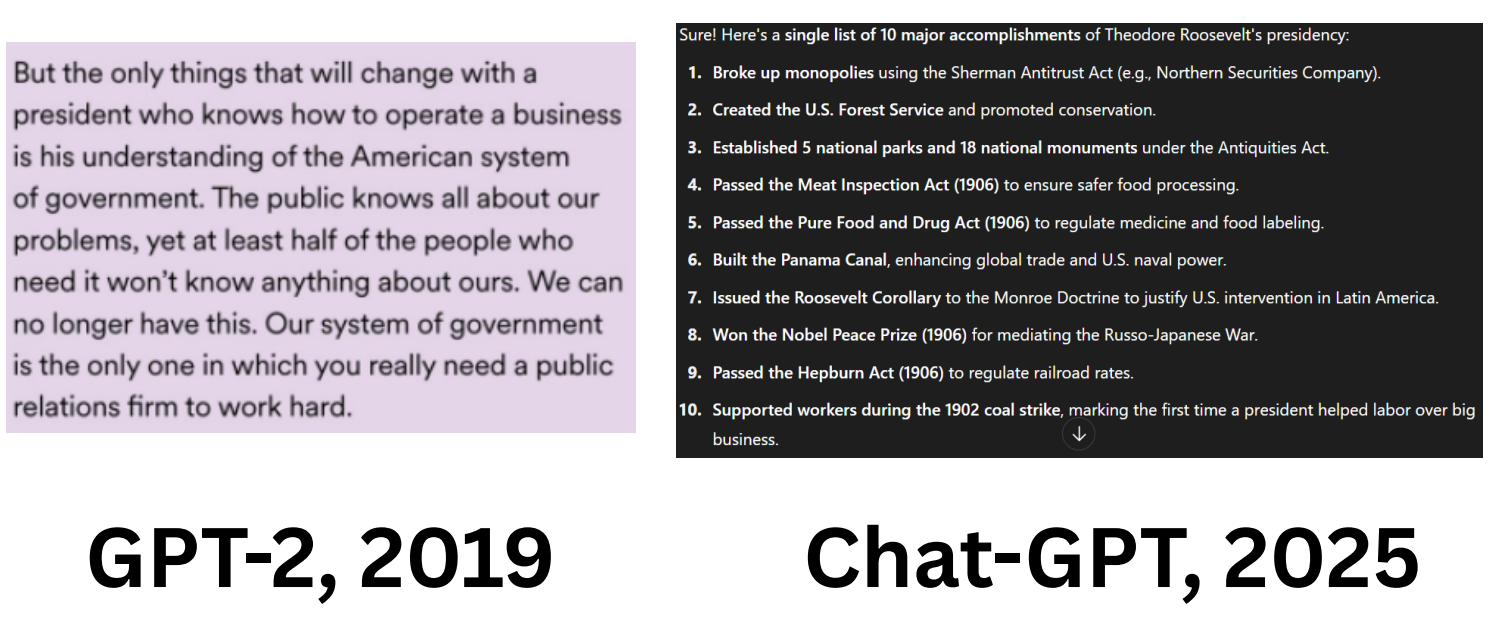 But the only things that will change with a
president who knows how to operate a business
is his understanding of the American system
of government. The public knows all about our
problems, yet at least half of the people who
need it won't know anything about ours. We can
no longer have this. Our system of government
is the only one in which you really need a public
relations firm to work hard.
Sure! Here's a single list of 10 major accomplishments of Theodore Roosevelt's presidency:
1. Broke up monopolies using the Sherman Antitrust Act (e.g., Northern Securities Company).
2. Created the U.S. Forest Service and promoted conservation.
3. Established 5 national parks and 18 national monuments under the Antiquities Act.
4. Passed the Meat Inspection Act (1906) to ensure safer food processing.
5. Passed the Pure Food and Drug Act (1906) to regulate medicine and food labeling.
6. Built the Panama Canal, enhancing global trade and U.S. naval power.
7. Issued the Roosevelt Corollary to the Monroe Doctrine to justify U.S. intervention in Latin America.
8. Won the Nobel Peace Prize (1906) for mediating the Russo-Japanese War.
9. Passed the Hepburn Act (1906) to regulate railroad rates.
10. Supported workers during the 1902 coal strike, marking the first time a president helped labor over big
business.
GPT-2, 2019
Chat-GPT, 2025